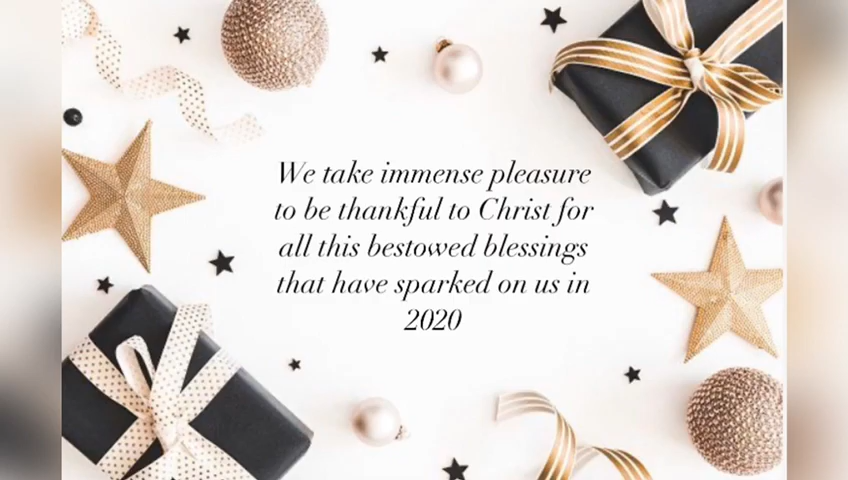 We take immense pleasure
to be thankful to Christ for
all this bestowed blessings
that have sparked on us in
2020